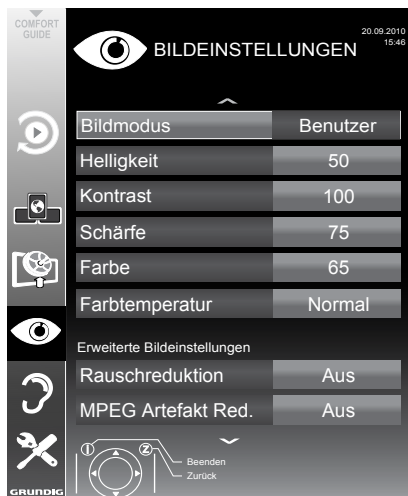 COMFORT
GUIDE
BILDEINSTELLUNGEN
20.09.2010
15:46
Bildmodus Benutzer
Helligkeit 50
Kontrast 100
Schärfe 75
Farbe 65
Farbtemperatur Normal
Erweiterte Bildeinstellungen
Rauschreduktion Aus
MPEG Artefakt Red. Aus
Beenden
Zurück
GRUNDIG